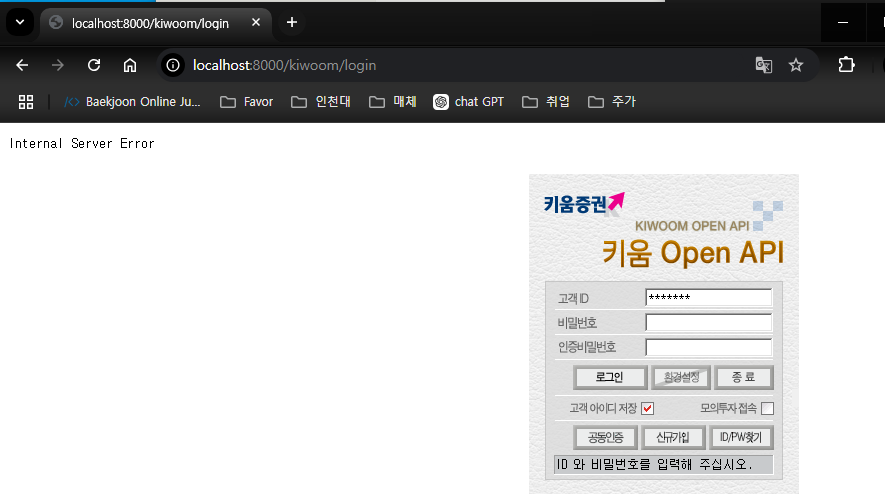 localhost:8000/kiwoom/login
localhost:8000/kiwoom/login
Baekjoon Online Ju... Favor 인천대 매체 chat GPT 취업 주가
Internal Server Error
키움증권
KIWOOM OPEN API
키움 Open API
고객 ID *******
비밀번호
인증비밀번호
로그인 환경설정 종 료
고객 아이디 저장 모의투자 접속
공동인증 신규가입 ID/PW찾기
ID 와 비밀번호를 입력해 주십시오.